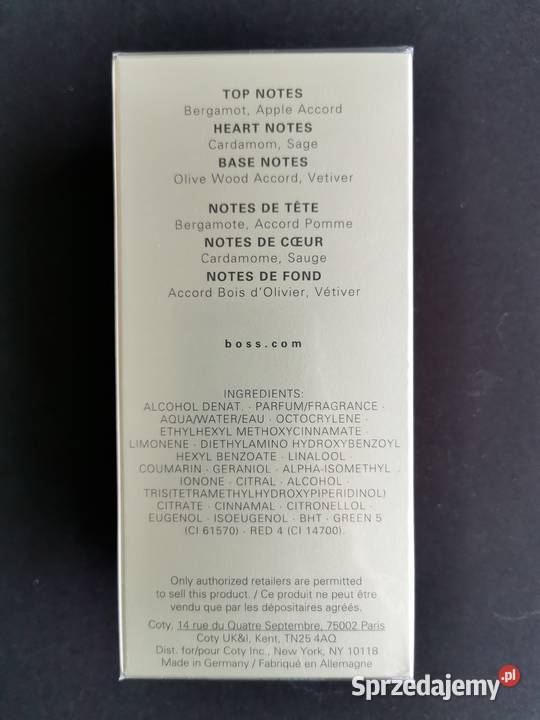 TOP NOTES
Bergamot, Apple Accord
HEART NOTES
Cardamom, Sage
BASE NOTES
Olive Wood Accord, Vetiver
NOTES DE TÊTE
Bergamote, Accord Pomme
NOTES DE CŒUR
Cardamome, Sauge
NOTES DE FOND
Accord Bois d'Olivier, Vétiver
boss.com
INGREDIENTS:
ALCOHOL DENAT. · PARFUM/FRAGRANCE ·
AQUA/WATER/EAU · OCTOCRYLENE ·
ETHYLHEXYL METHOXYCINNAMATE ·
LIMONENE · DIETHYLAMINO HYDROXYBENZOYL
HEXYL BENZOATE · LINALOOL ·
COUMARIN · GERANIOL · ALPHA-ISOMETHYL
IONONE · CITRAL · ALCOHOL ·
TRIS(TETRAMETHYLHYDROXYPIPERIDINOL)
CITRATE · CINNAMAL · CITRONELLOL ·
EUGENOL · ISOEUGENOL · BHT · GREEN 5
(CI 61570) · RED 4 (CI 14700).
Only authorized retailers are permitted
to sell this product. / Ce produit ne peut être
vendu que par les dépositaires agréés.
Coty, 14 rue du Quatre Septembre, 75002 Paris
Coty UK&I, Kent, TN25 4AQ
Dist. for/pour Coty Inc., New York, NY 10118
Made in Germany / Fabriqué en Allemagne
Sprzedajemy.pl